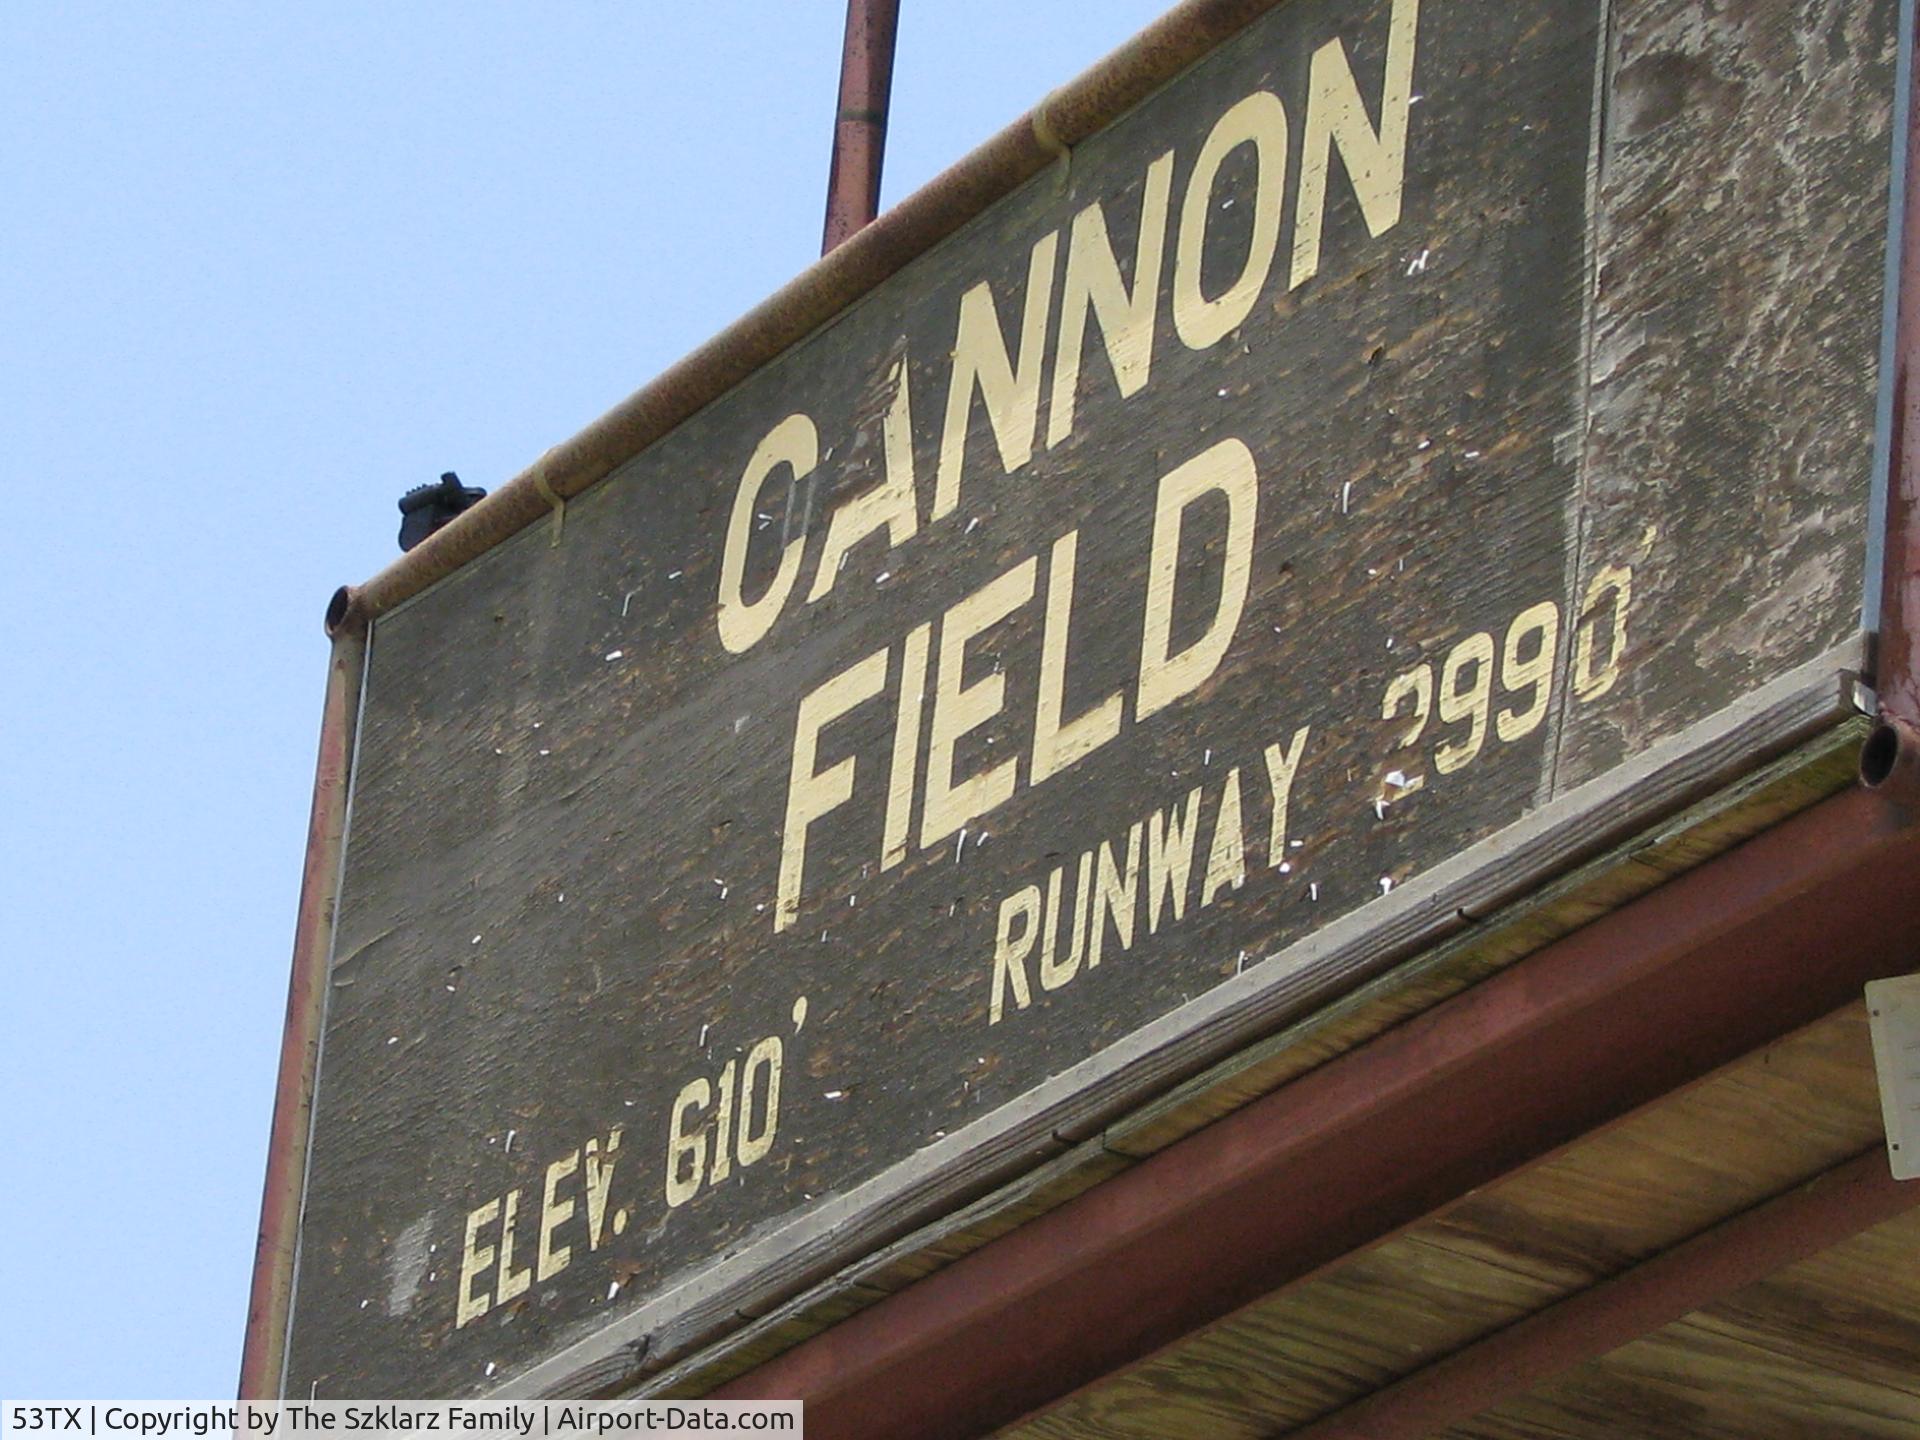 CANNON
FIELD
ELEV. 610' RUNWAY 2990'
53TX | Copyright by The Szklarz Family | Airport-Data.com